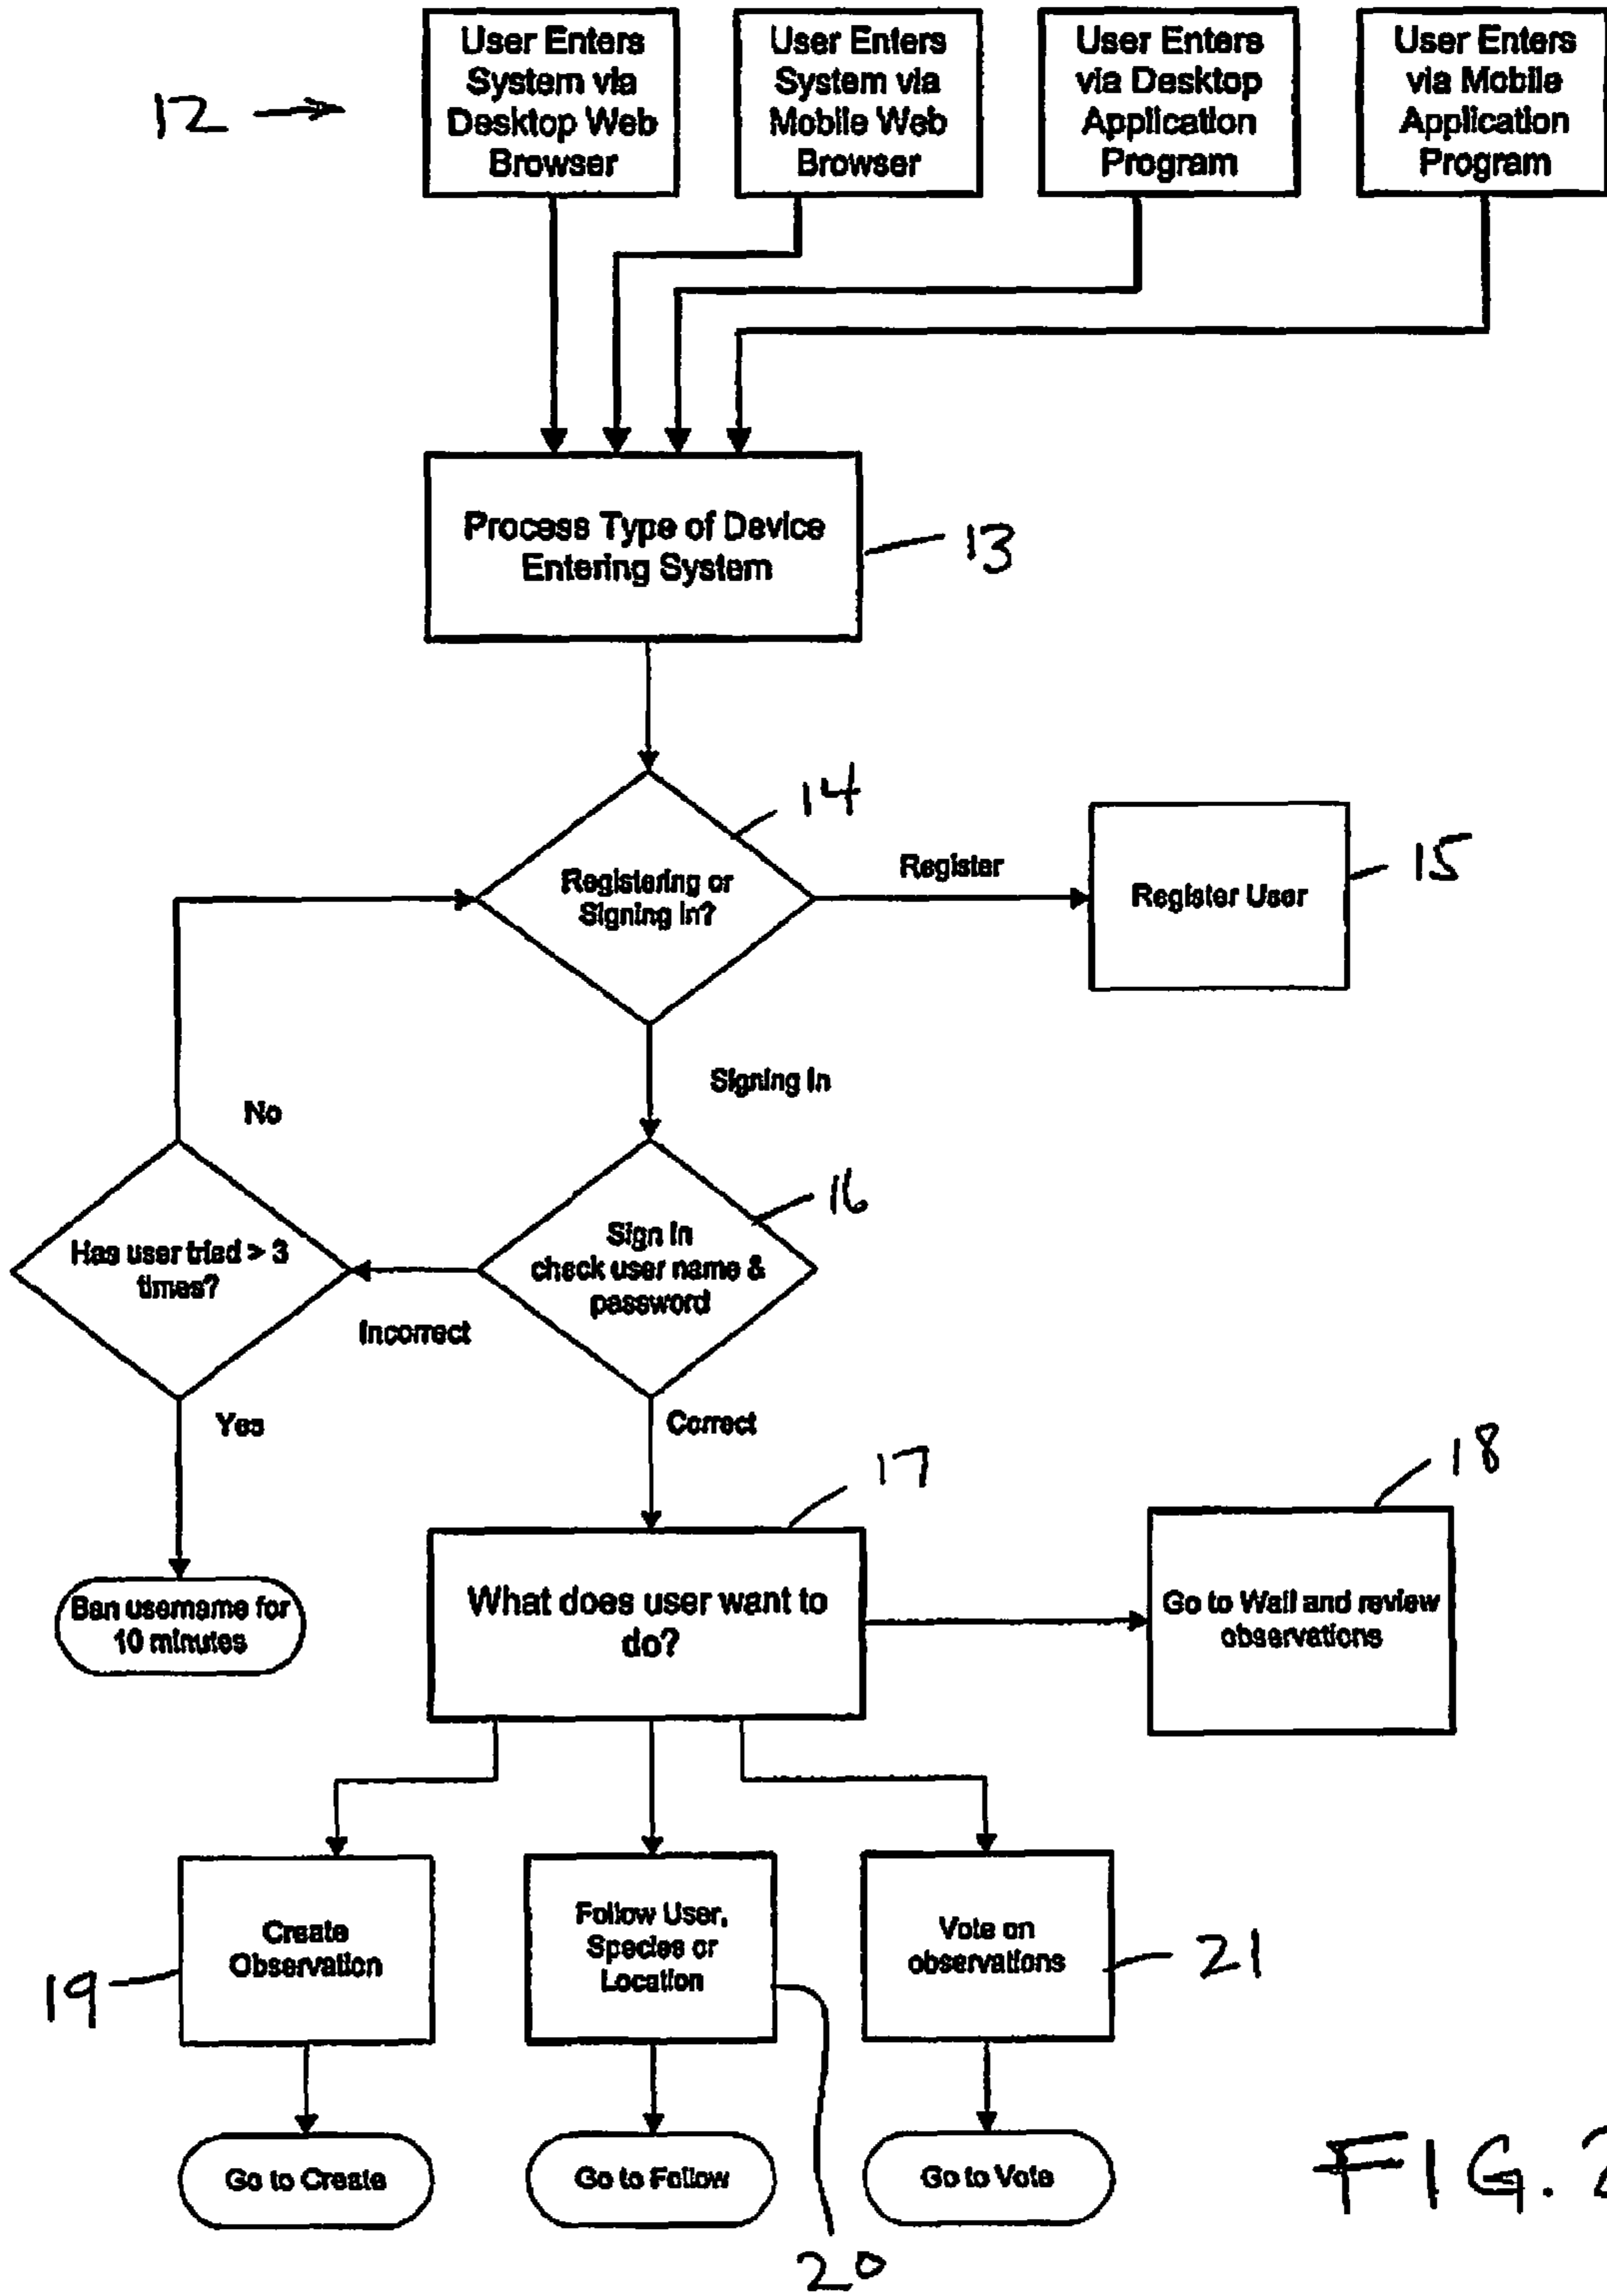 User Enters
System via
Desktop Web
Browser
User Enters
System via
Mobile Web
Browser
User Enters
via Desktop
Application
Program
User Enters
via Mobile
Application
Program
12
Process Type of Device
Entering System
13
14
Registering or
Signing In?
Register
Register User
15
Signing In
No
16
Has user tried > 3
times?
Sign In
check user name &
password
Incorrect
Yes
Correct
17
18
Ban username for
10 minutes
What does user want to
do?
Go to Wall and review
observations
Create
Observation
19
Follow User,
Species or
Location
Vote on
observations
21
Go to Create
Go to Follow
Go to Vote
20
FIG. 2